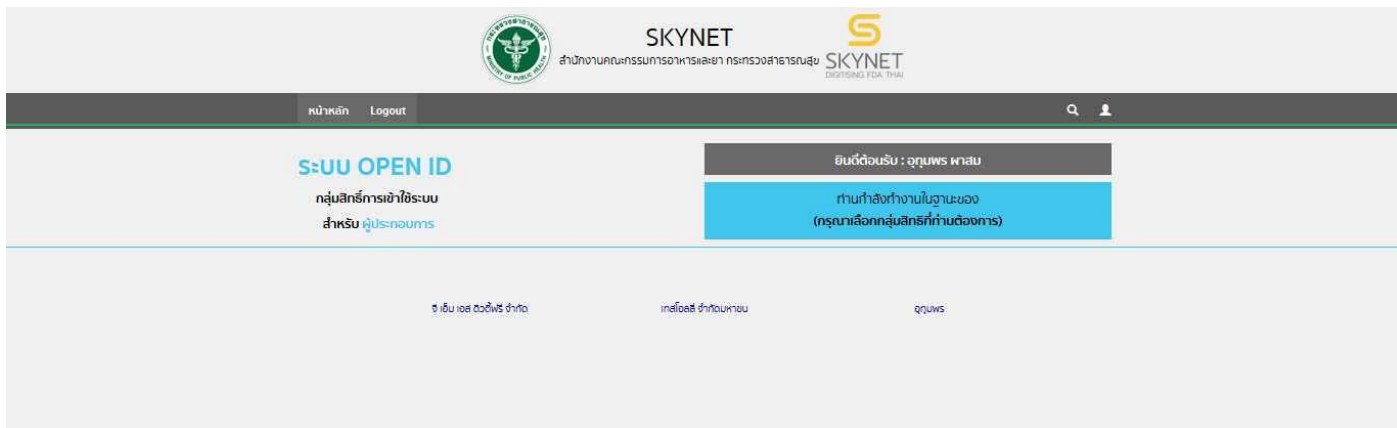 SKYNET
สำนักงานคณะกรรมการอาหารและยา กระทรวงสาธารณสุข
SKYNET
DIGITISING FDA THAI
MINISTRY OF PUBLIC HEALTH
หน้าหลัก Logout
ระบบ OPEN ID
กลุ่มสิทธิ์การเข้าใช้ระบบ
สำหรับ ผู้ประกอบการ
ยินดีต้อนรับ : อุทุมพร ผาสม
ท่านกำลังทำงานในฐานะของ
(กรุณาเลือกกลุ่มสิทธิที่ท่านต้องการ)
จี เอ็ม เอส ดิวตี้ฟรี จำกัด เทสโอสถี จำกัดมหาชน อุทุมพร